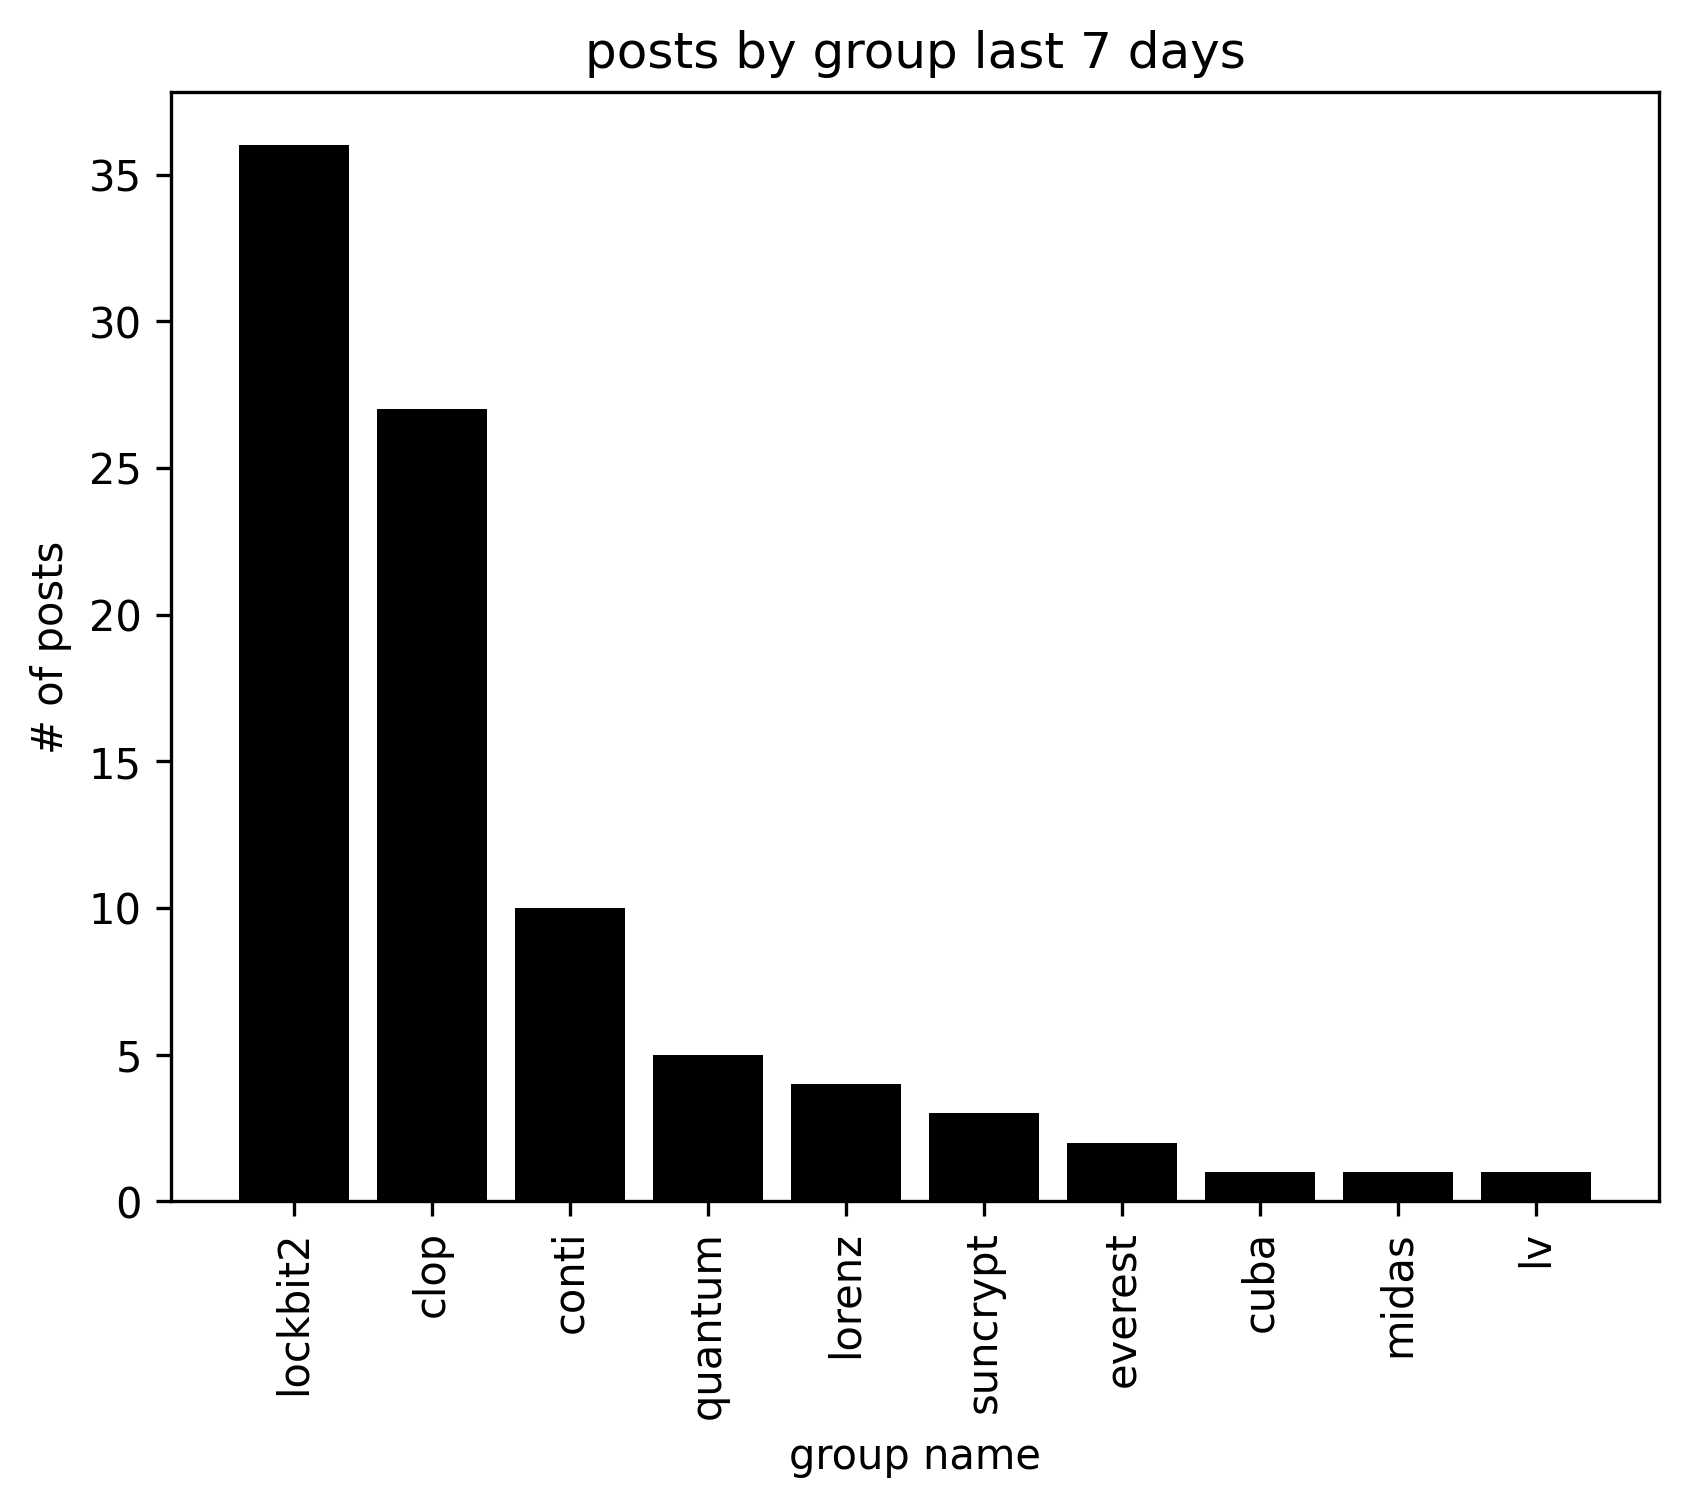 posts by group last 7 days
# of posts
35
30
25
20
15
10
5
0
lockbit2
clop
conti
quantum
lorenz
suncrypt
everest
cuba
midas
lv
group name